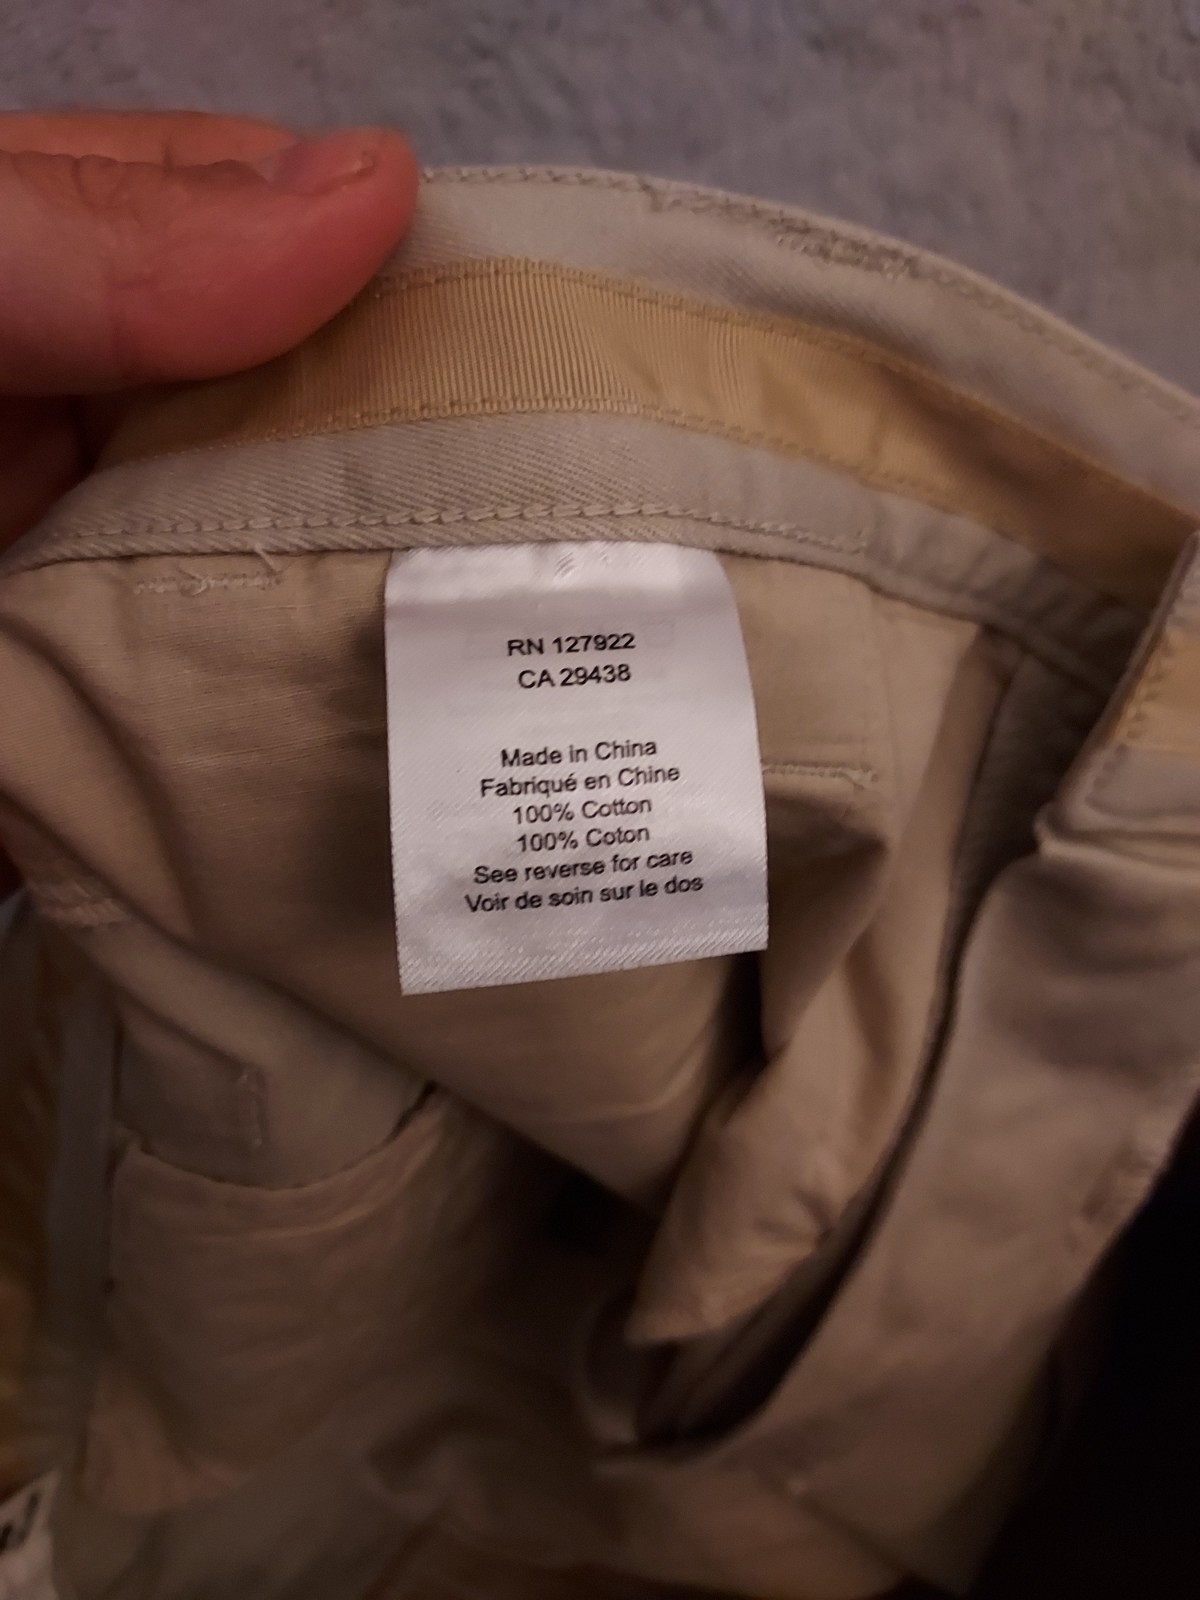 RN 127922
CA 29438
Made in China
Fabriqué en Chine
100% Cotton
100% Coton
See reverse for care
Voir de soin sur le dos